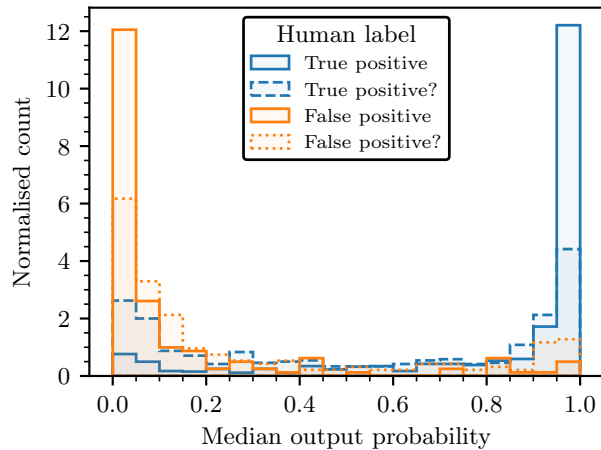 Human label
True positive
True positive?
False positive
False positive?
Normalised count
12
10
8
6
4
2
0
0.0 0.2 0.4 0.6 0.8 1.0
Median output probability